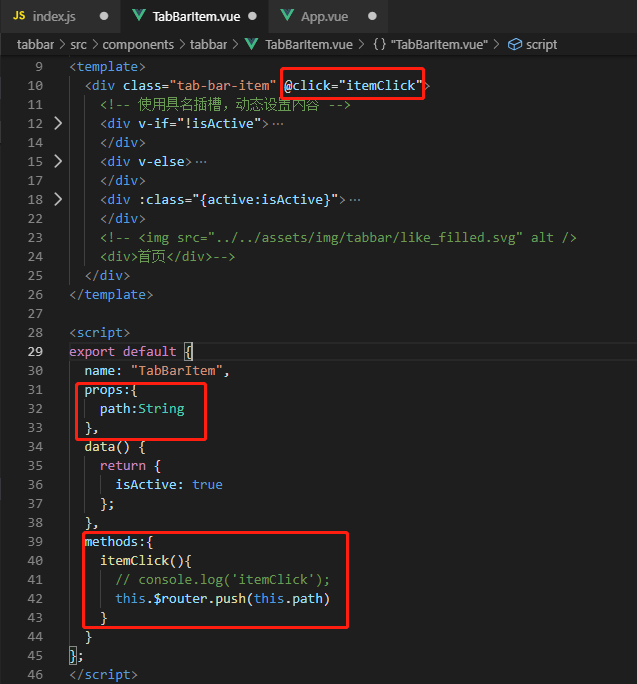 JS index.js ● TabBarItem.vue ● App.vue ●
tabbar > src > components > tabbar > TabBarItem.vue > {} "TabBarItem.vue" > script
9 <template>
10 <div class="tab-bar-item" @click="itemClick">
11 <!-- 使用具名插槽，动态设置内容 -->
12 <div v-if="!isActive">…
14 </div>
15 <div v-else>…
17 </div>
18 <div :class="{active:isActive}">…
22 </div>
23 <!-- <img src="../../assets/img/tabbar/like_filled.svg" alt />
24 <div>首页</div>-->
25 </div>
26 </template>
27
28 <script>
29 export default {
30 name: "TabBarItem",
31 props:{
32 path:String
33 },
34 data() {
35 return {
36 isActive: true
37 };
38 },
39 methods:{
40 itemClick(){
41 // console.log('itemClick');
42 this.$router.push(this.path)
43 }
44 }
45 };
46 </script>